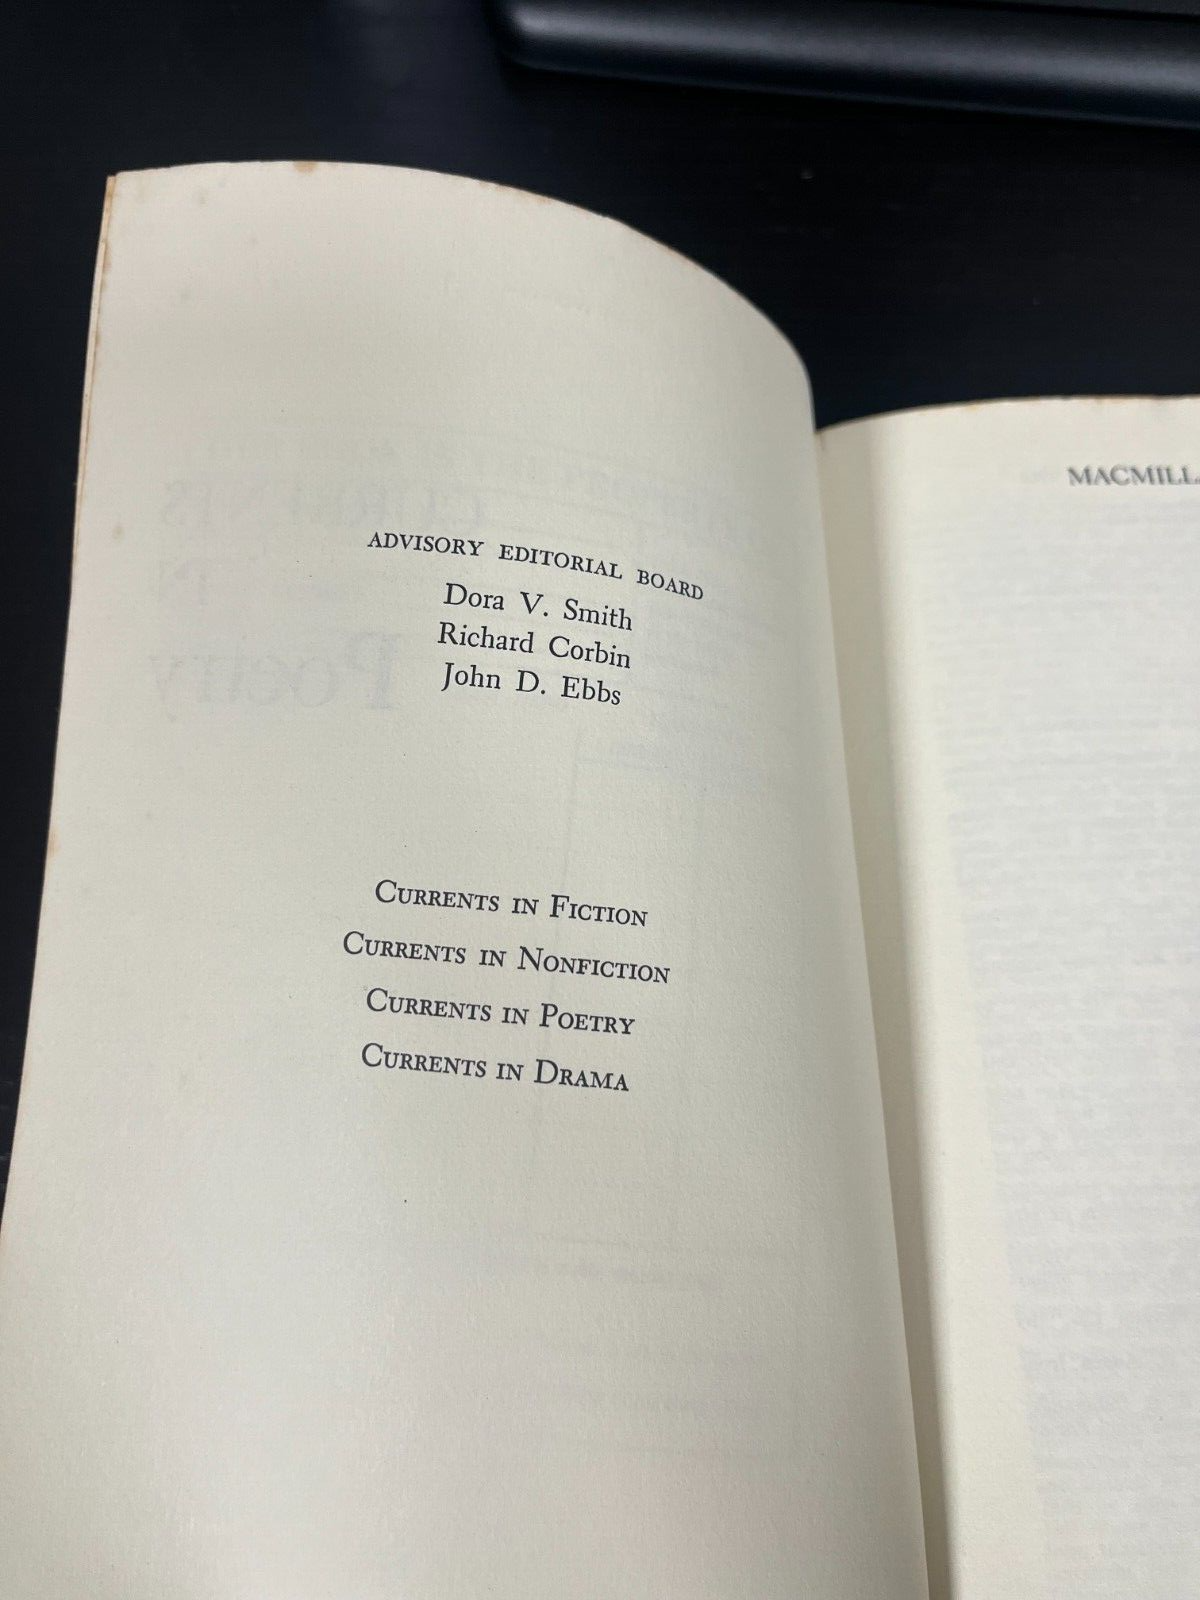 ADVISORY EDITORIAL BOARD
Dora V. Smith
Richard Corbin
John D. Ebbs
CURRENTS IN FICTION
CURRENTS IN NONFICTION
CURRENTS IN POETRY
CURRENTS IN DRAMA
MACMILL